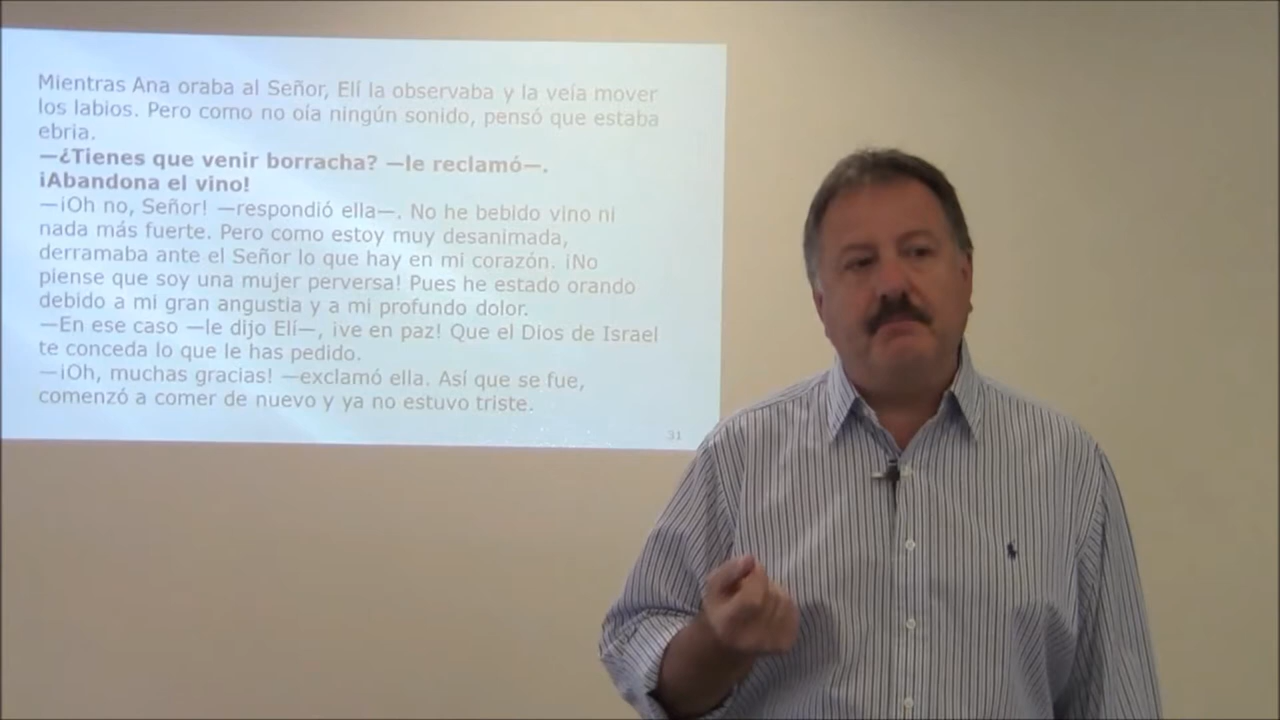 Mientras Ana oraba al Señor, Elí la observaba y la veía mover
los labios. Pero como no oía ningún sonido, pensó que estaba
ebria.
—¿Tienes que venir borracha? —le reclamó—.
¡Abandona el vino!
—¡Oh no, Señor! —respondió ella—. No he bebido vino ni
nada más fuerte. Pero como estoy muy desanimada,
derramaba ante el Señor lo que hay en mi corazón. ¡No
piense que soy una mujer perversa! Pues he estado orando
debido a mi gran angustia y a mi profundo dolor.
—En ese caso —le dijo Elí—, ¡ve en paz! Que el Dios de Israel
te conceda lo que le has pedido.
—¡Oh, muchas gracias! —exclamó ella. Así que se fue,
comenzó a comer de nuevo y ya no estuvo triste.
31